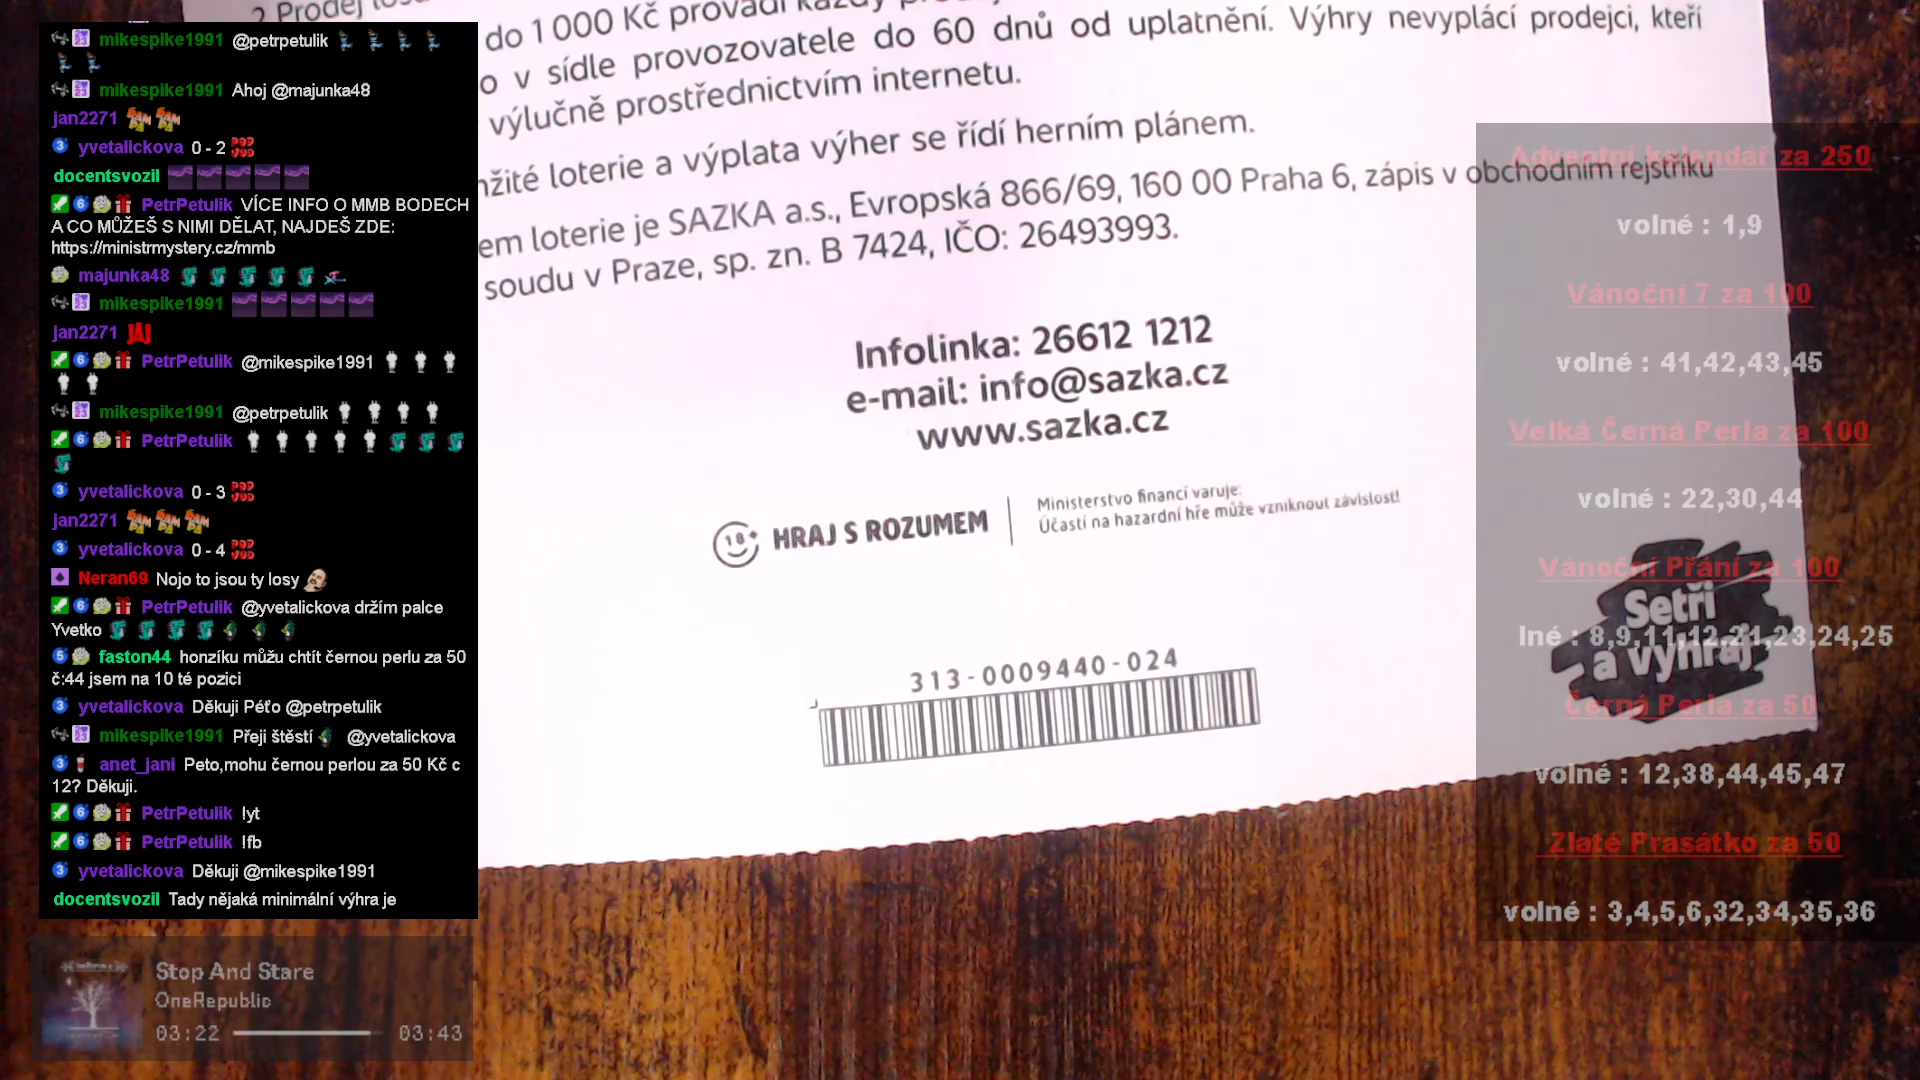 mikespike1991 @petrpetulik
mikespike1991 Ahoj @majunka48
jan2271
yvetalickova 0 - 2
docentsvozil
PetrPetulik VÍCE INFO O MMB BODECH
A CO MŮŽEŠ S NIMI DĚLAT, NAJDEŠ ZDE:
https://ministrmystery.cz/mmb
majunka48
mikespike1991
jan2271
PetrPetulik @mikespike1991
mikespike1991 @petrpetulik
PetrPetulik
yvetalickova 0 - 3
jan2271
yvetalickova 0 - 4
Neran69 Nojo to jsou ty losy
PetrPetulik @yvetalickova držím palce
Yvetko
faston44 honzíku můžu chtít černou perlu za 50
č:44 jsem na 10 té pozici
yvetalickova Děkuji Péťo @petrpetulik
mikespike1991 Přeji štěstí @yvetalickova
anet_jani Peto,mohu černou perlou za 50 Kč c
12? Děkuji.
PetrPetulik !yt
PetrPetulik !fb
yvetalickova Děkuji @mikespike1991
docentsvozil Tady nějaká minimální výhra je
Stop And Stare
OneRepublic
03:22 03:43
2 Prodej
do 1 000 Kč provádí každý
o v sídle provozovatele do 60 dnů od uplatnění. Výhry nevyplácí prodejci, kteří
výlučně prostřednictvím internetu.
žité loterie a výplata výher se řídí herním plánem.
em loterie je SAZKA a.s., Evropská 866/69, 160 00 Praha 6, zápis v obchodním rejstříku
soudu v Praze, sp. zn. B 7424, IČO: 26493993.
Infolinka: 26612 1212
e-mail: info@sazka.cz
www.sazka.cz
18+ HRAJ S ROZUMEM
Ministerstvo financí varuje:
Účastí na hazardní hře může vzniknout závislost!
313-0009440-024
Setři
a vyhraj!
Adventní kalendář za 250
volné : 1,9
Vánoční 7 za 100
volné : 41,42,43,45
Velká Černá Perla za 100
volné : 22,30,44
Vánoční Přání za 100
lné : 8,9,11,12,21,23,24,25
Černá Perla za 50
volné : 12,38,44,45,47
Zlaté Prasátko za 50
volné : 3,4,5,6,32,34,35,36